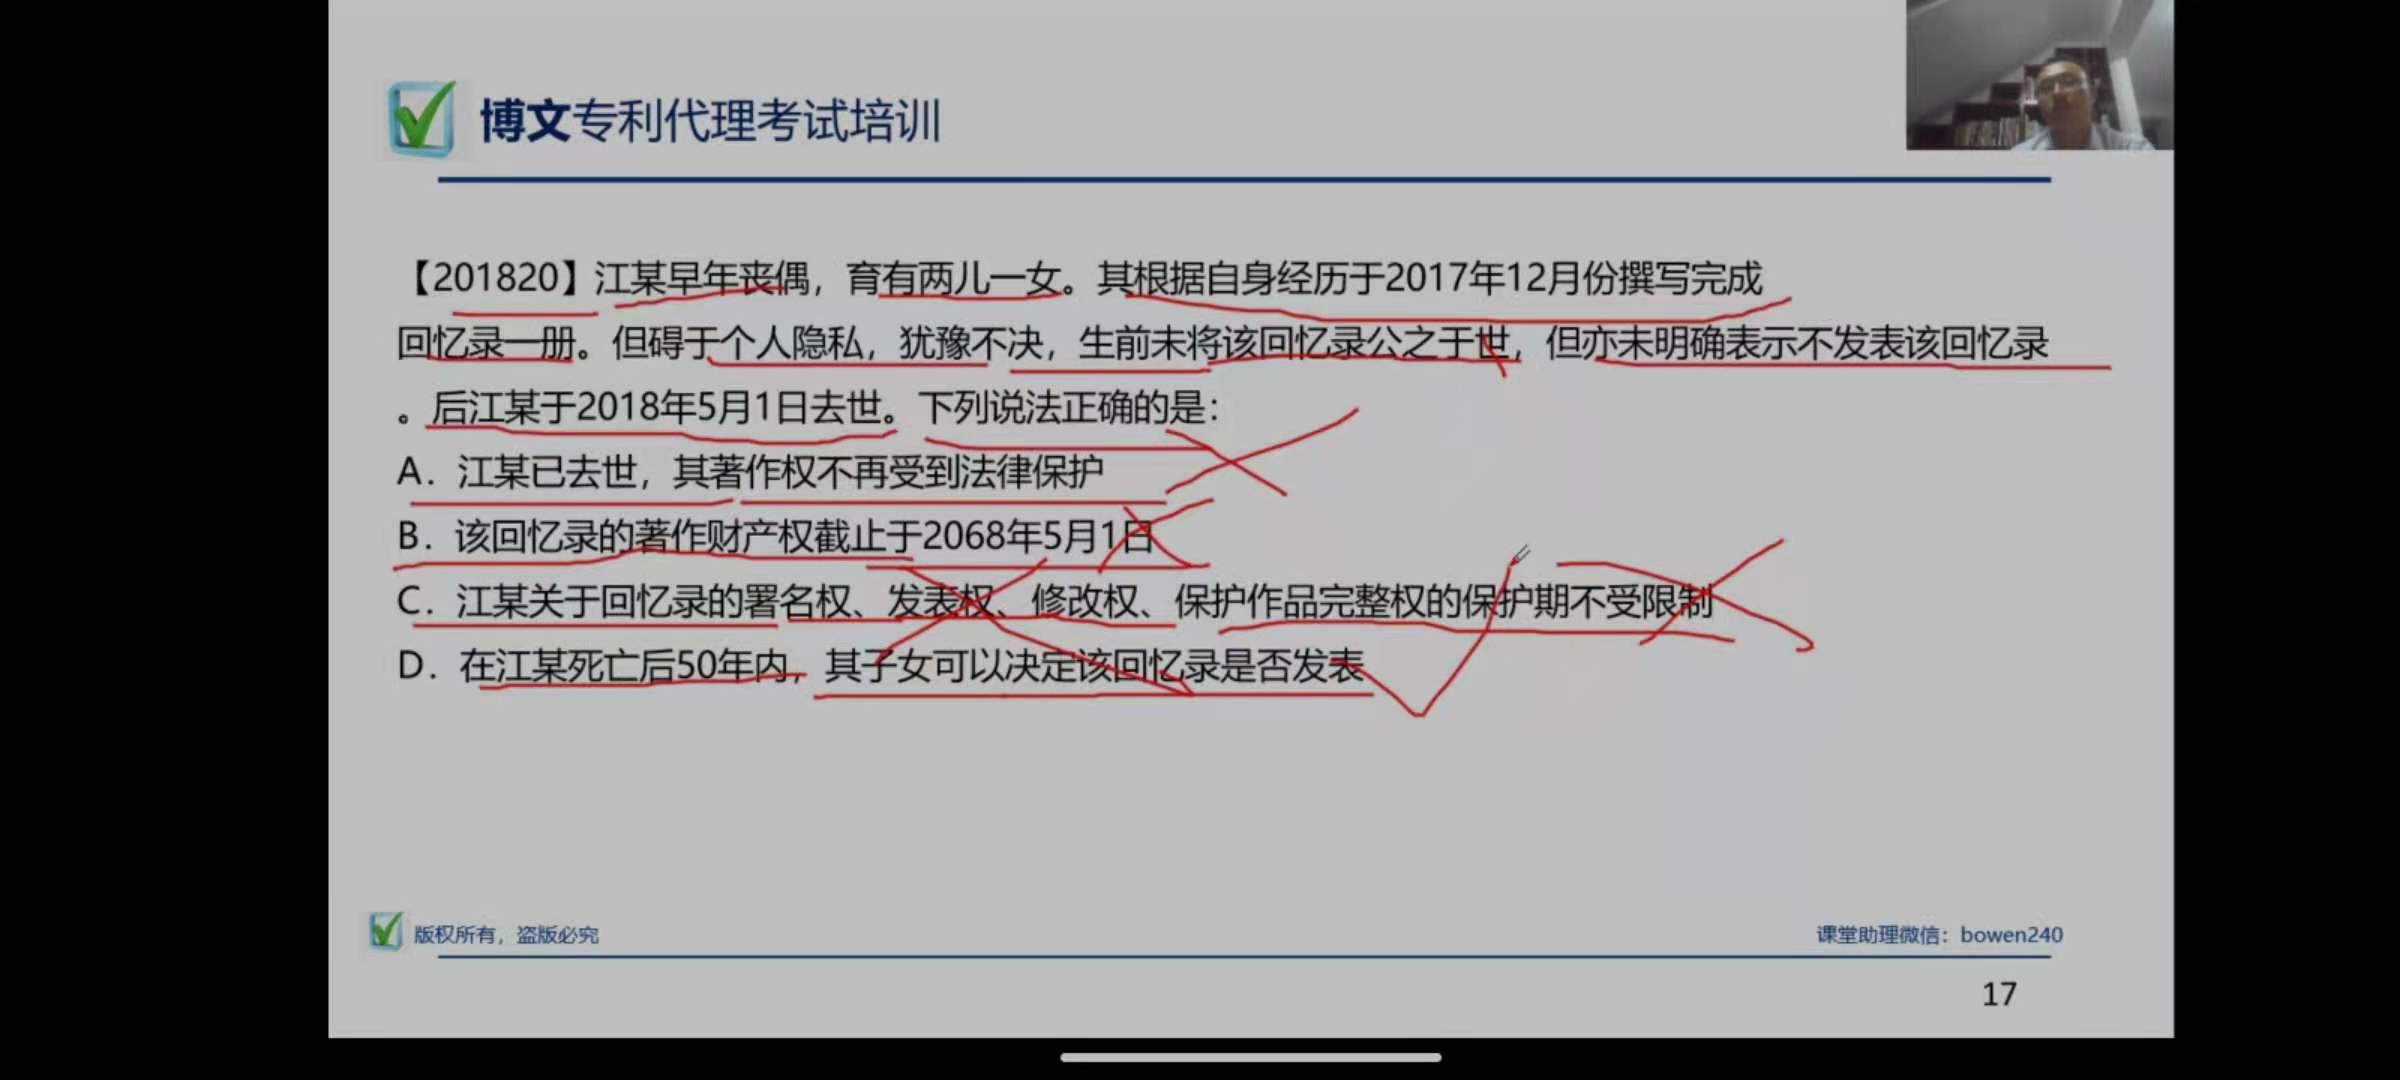 博文专利代理考试培训
【201820】江某早年丧偶，育有两儿一女。其根据自身经历于2017年12月份撰写完成
回忆录一册。但碍于个人隐私，犹豫不决，生前未将该回忆录公之于世，但亦未明确表示不发表该回忆录
。后江某于2018年5月1日去世。下列说法正确的是：
A．江某已去世，其著作权不再受到法律保护
B．该回忆录的著作财产权截止于2068年5月1日
C．江某关于回忆录的署名权、发表权、修改权、保护作品完整权的保护期不受限制
D．在江某死亡后50年内，其子女可以决定该回忆录是否发表
版权所有，盗版必究
课堂助理微信：bowen240
17